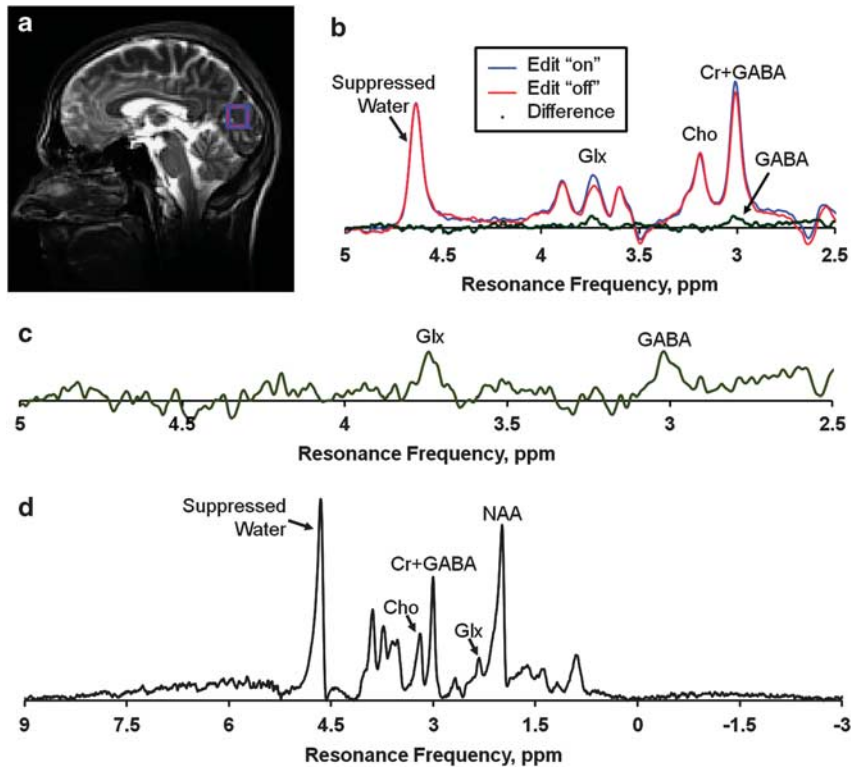 a
b
Edit "on"
Edit "off"
Difference
Suppressed
Water
Glx
Cho
Cr+GABA
GABA
5
4.5
4
3.5
3
2.5
Resonance Frequency, ppm
c
Glx
GABA
5
4.5
4
3.5
3
2.5
Resonance Frequency, ppm
d
Suppressed
Water
Cho
Cr+GABA
Glx
NAA
9
7.5
6
4.5
3
1.5
0
-1.5
-3
Resonance Frequency, ppm